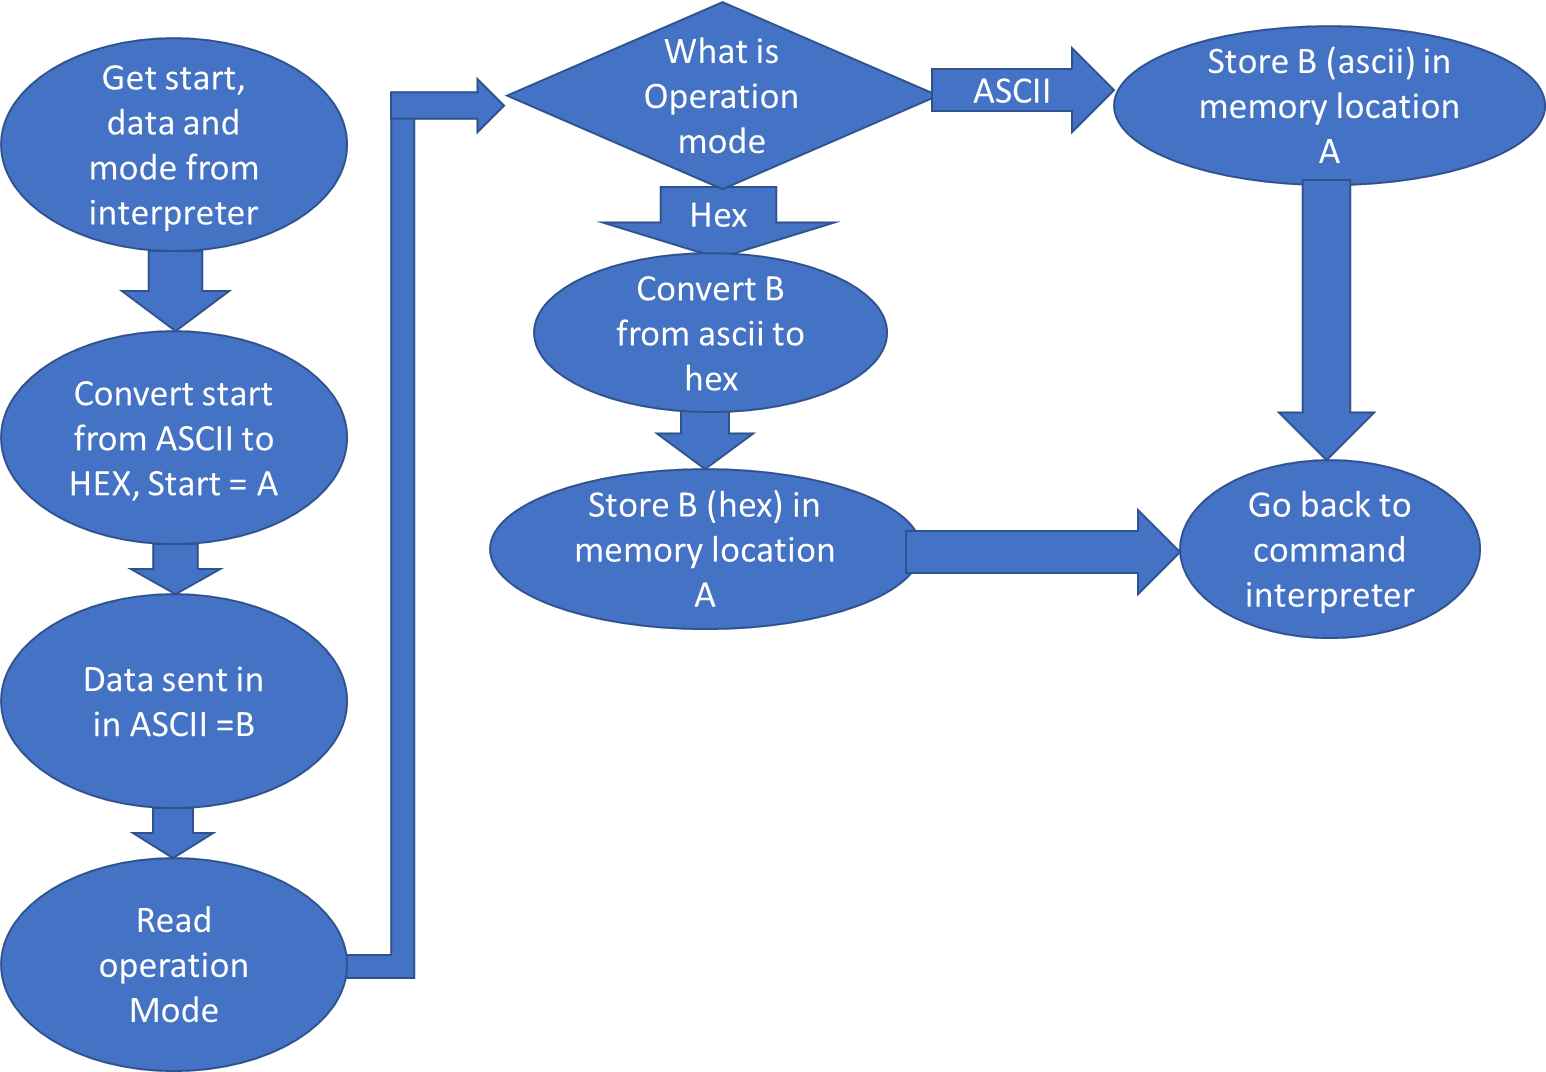 Get start,
data and
mode from
interpreter
Convert start
from ASCII to
HEX, Start = A
Data sent in
in ASCII =B
Read
operation
Mode
What is
Operation
mode
ASCII
Store B (ascii) in
memory location
A
Hex
Convert B
from ascii to
hex
Store B (hex) in
memory location
A
Go back to
command
interpreter